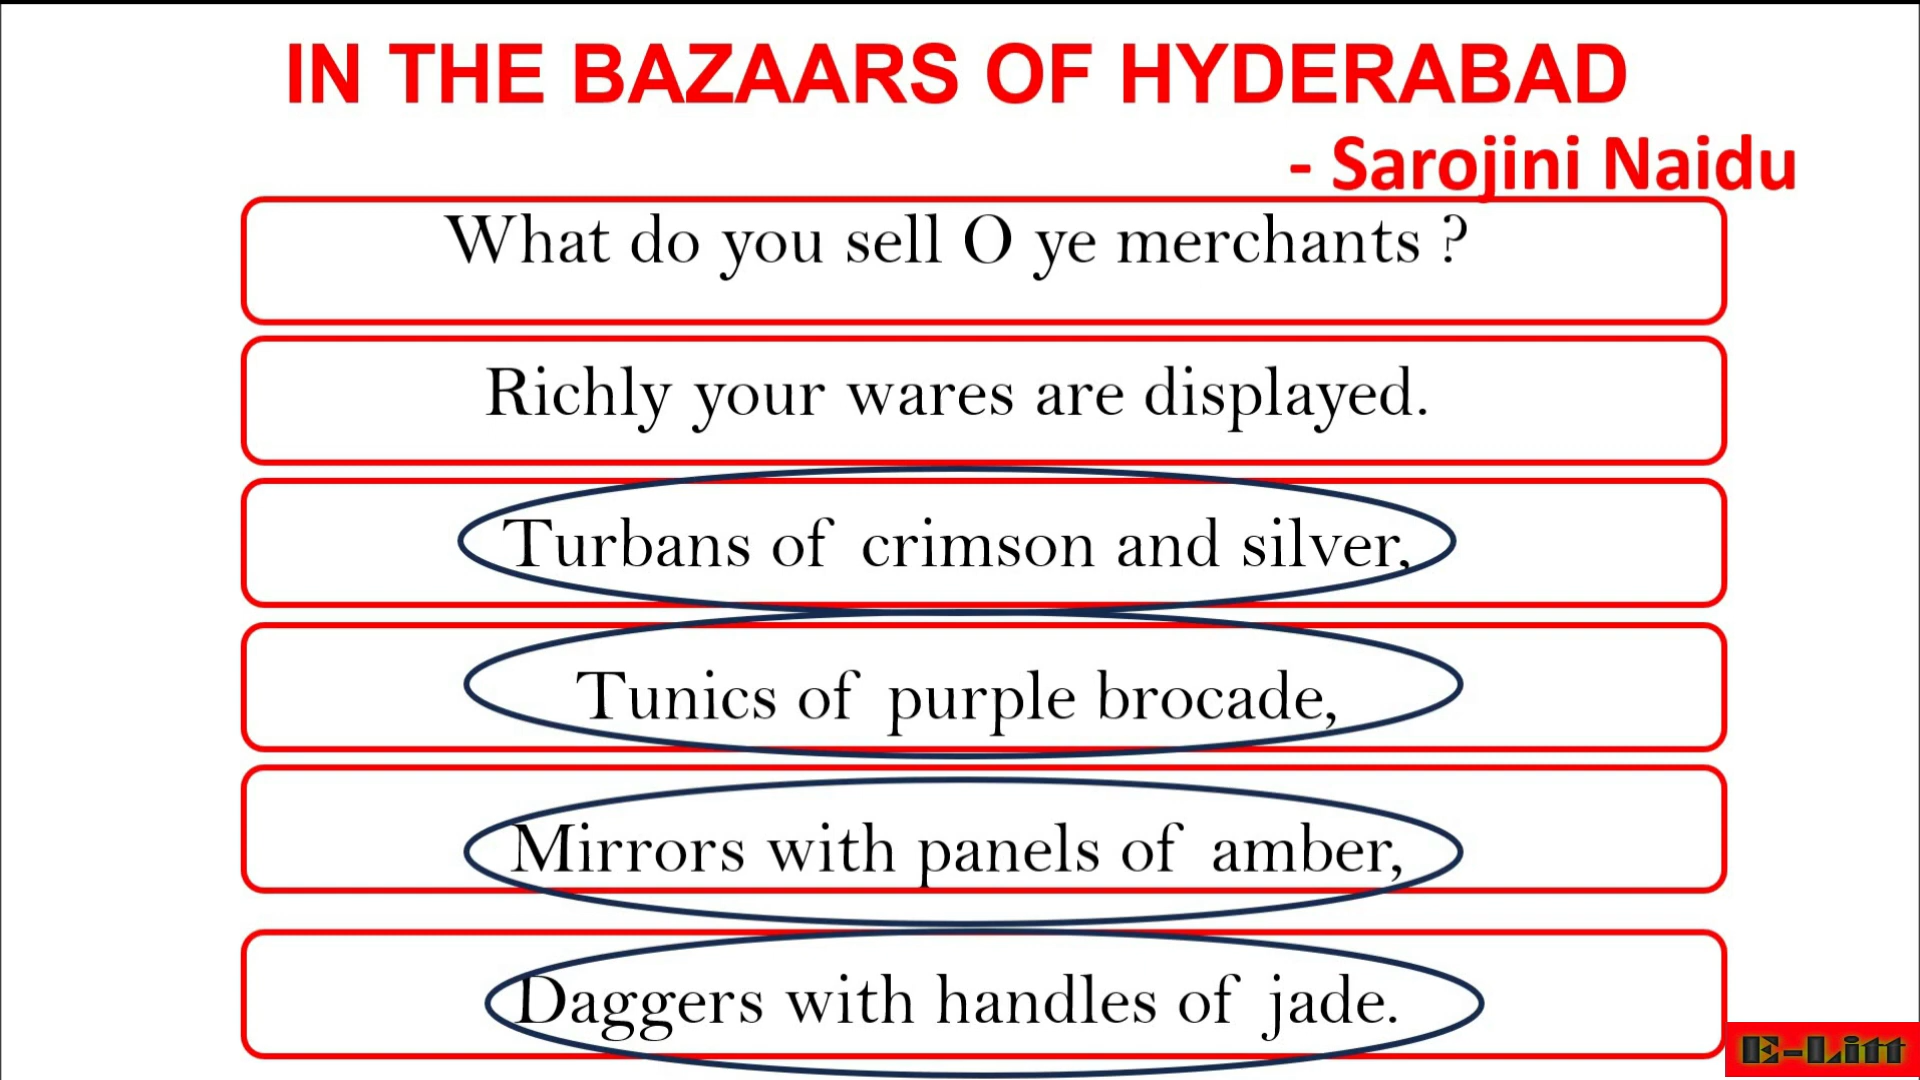 IN THE BAZAARS OF HYDERABAD
- Sarojini Naidu
What do you sell O ye merchants ?
Richly your wares are displayed.
Turbans of crimson and silver,
Tunics of purple brocade,
Mirrors with panels of amber,
Daggers with handles of jade.
E-Litt